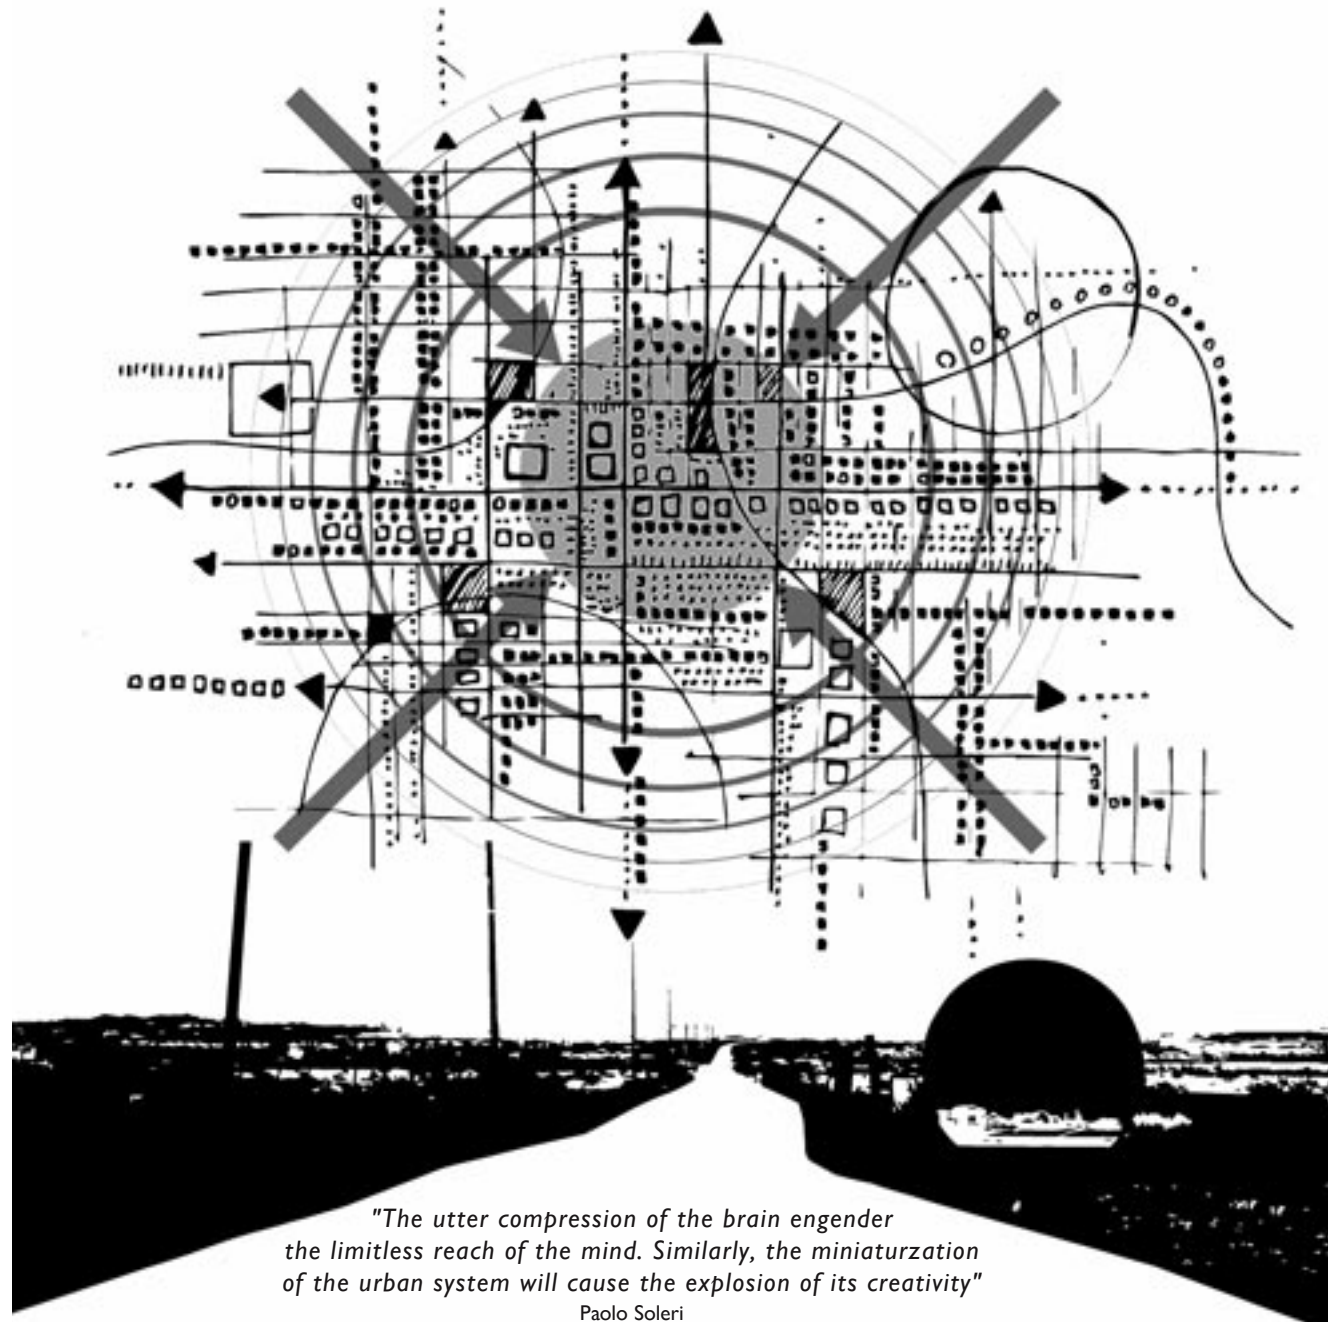 "The utter compression of the brain engender
the limitless reach of the mind. Similarly, the miniaturzation
of the urban system will cause the explosion of its creativity"
Paolo Soleri